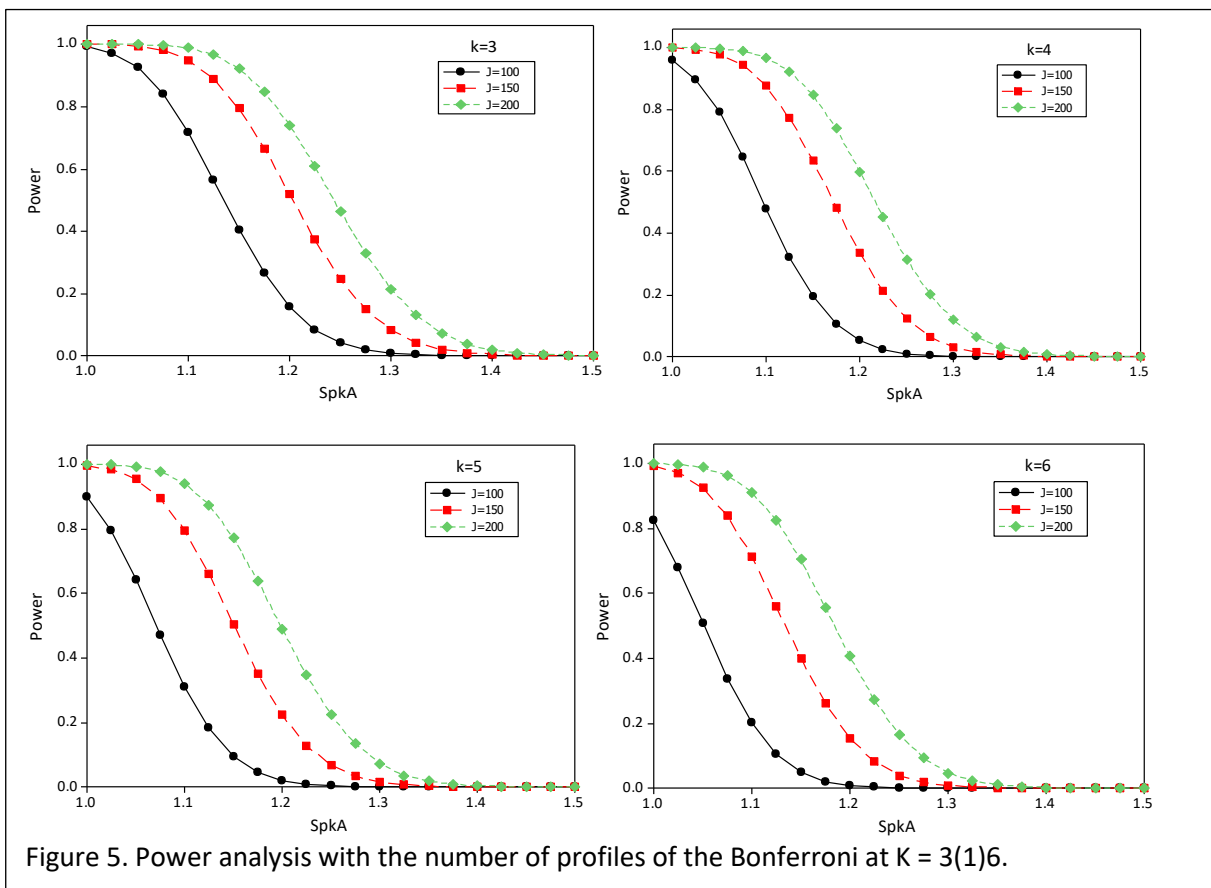 k=3
J=100
J=150
J=200
Power
1.0
0.8
0.6
0.4
0.2
0.0
1.0 1.1 1.2 1.3 1.4 1.5
SpkA
k=4
J=100
J=150
J=200
Power
1.0
0.8
0.6
0.4
0.2
0.0
1.0 1.1 1.2 1.3 1.4 1.5
SpkA
k=5
J=100
J=150
J=200
Power
1.0
0.8
0.6
0.4
0.2
0.0
1.0 1.1 1.2 1.3 1.4 1.5
SpkA
k=6
J=100
J=150
J=200
Power
1.0
0.8
0.6
0.4
0.2
0.0
1.0 1.1 1.2 1.3 1.4 1.5
SpkA
Figure 5. Power analysis with the number of profiles of the Bonferroni at K = 3(1)6.